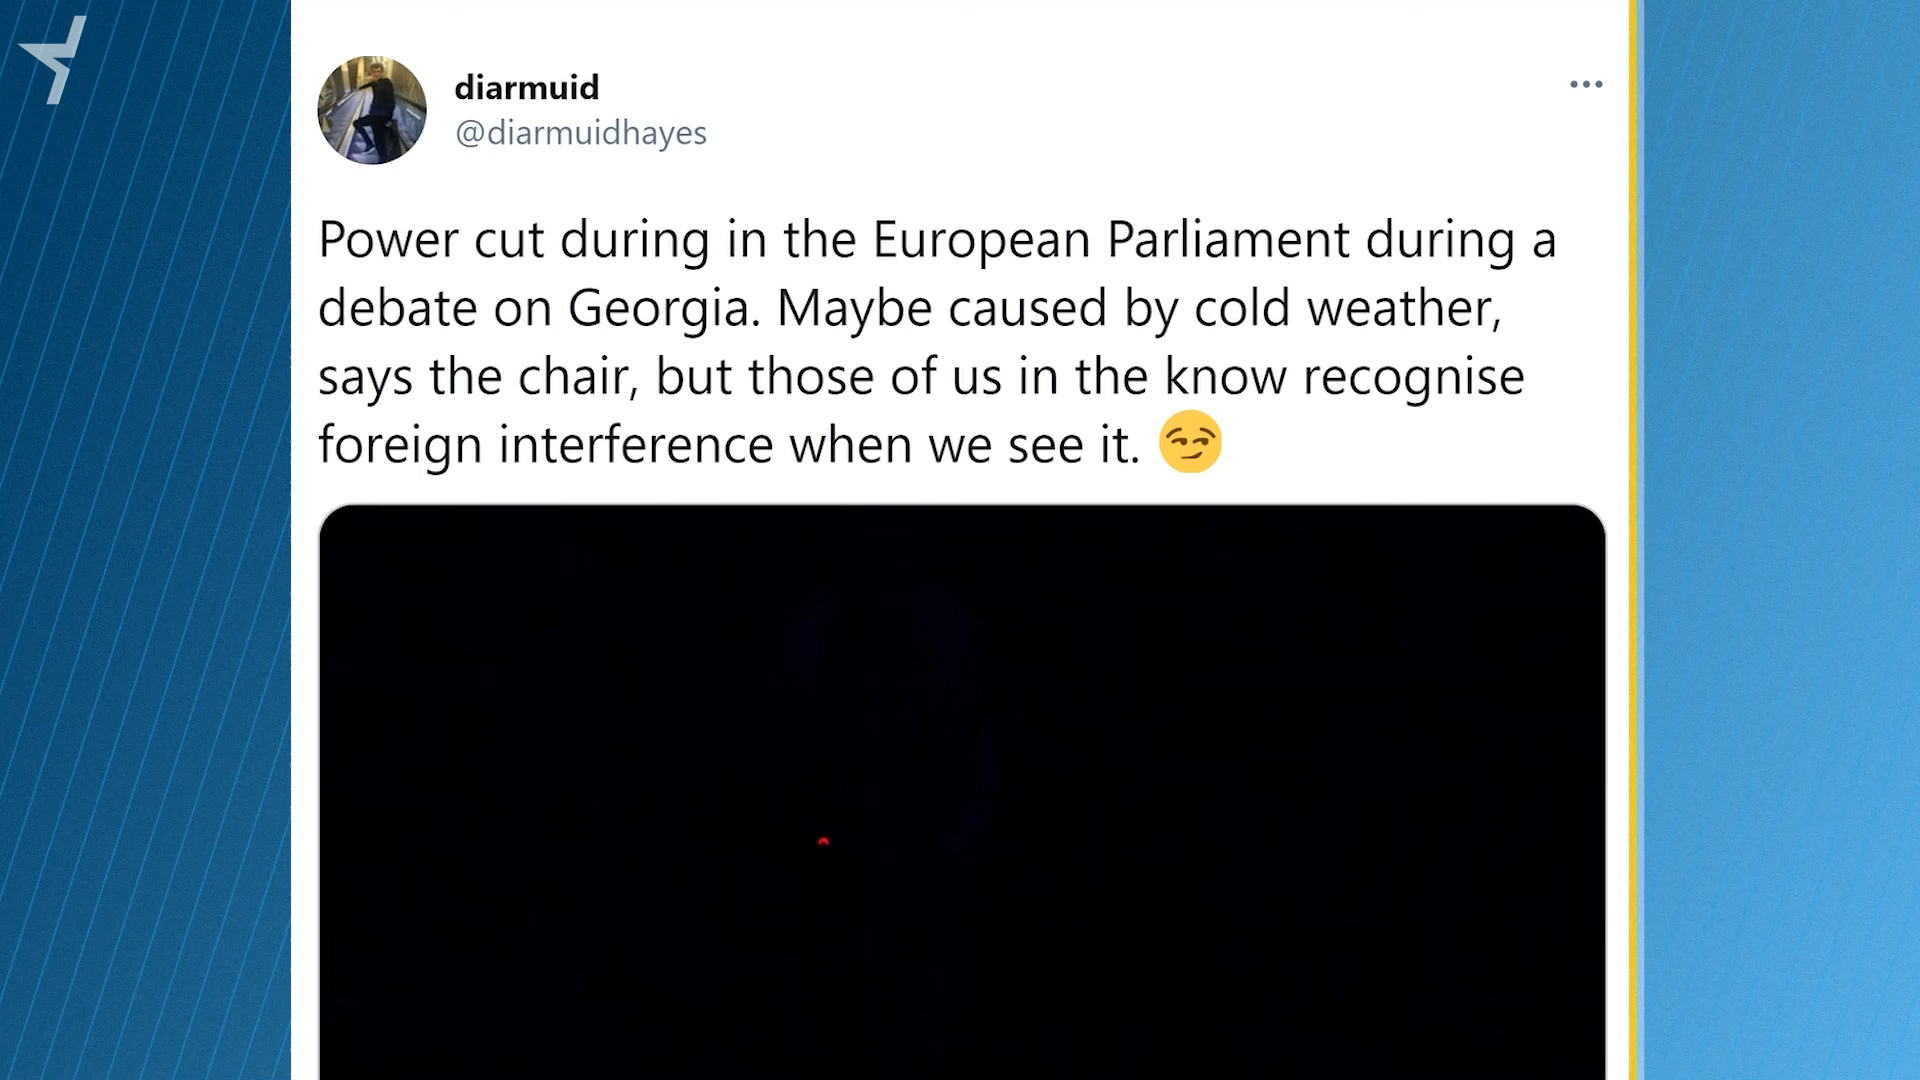 diarmuid
@diarmuidhayes
Power cut during in the European Parliament during a
debate on Georgia. Maybe caused by cold weather,
says the chair, but those of us in the know recognise
foreign interference when we see it. 😏